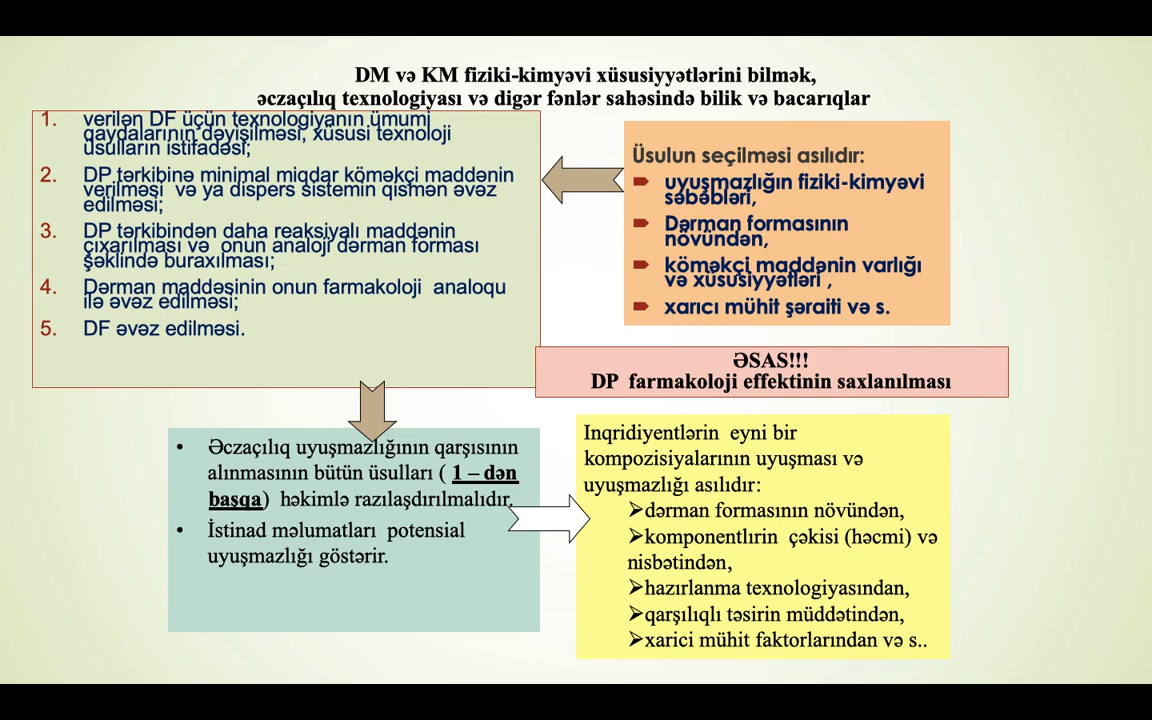 DM və KM fiziki-kimyəvi xüsusiyyətlərini bilmək,
əczaçılıq texnologiyası və digər fənlər sahəsində bilik və bacarıqlar
1. verilən DF üçün texnologiyanın ümumi
qaydalarının dəyişilməsi, xüsusi texnoloji
üsulların istifadəsi;
2. DP tərkibinə minimal miqdar köməkçi maddənin
verilməsi və ya dispers sistemin qismən əvəz
edilməsi;
3. DP tərkibindən daha reaksiyalı maddənin
çıxarılması və onun analoji dərman forması
şəklində buraxılması;
4. Dərman maddəsinin onun farmakoloji analoqu
ilə əvəz edilməsi;
5. DF əvəz edilməsi.
Üsulun seçilməsi asılıdır:
uyuşmazlığın fiziki-kimyəvi
səbəbləri,
Dərman formasının
növündən,
köməkçi maddənin varlığı
və xüsusiyyətləri ,
xarıcı mühit şəraiti və s.
ƏSAS!!!
DP farmakoloji effektinin saxlanılması
• Əczaçılıq uyuşmazlığının qarşısının
alınmasının bütün üsulları ( 1 – dən
başqa) həkimlə razılaşdırılmalıdır.
• İstinad məlumatları potensial
uyuşmazlığı göstərir.
Inqridiyentlərin eyni bir
kompozisiyalarının uyuşması və
uyuşmazlığı asılıdır:
➢dərman formasının növündən,
➢komponentlırin çəkisi (həcmi) və
nisbətindən,
➢hazırlanma texnologiyasından,
➢qarşılıqlı təsirin müddətindən,
➢xarici mühit faktorlarından və s..